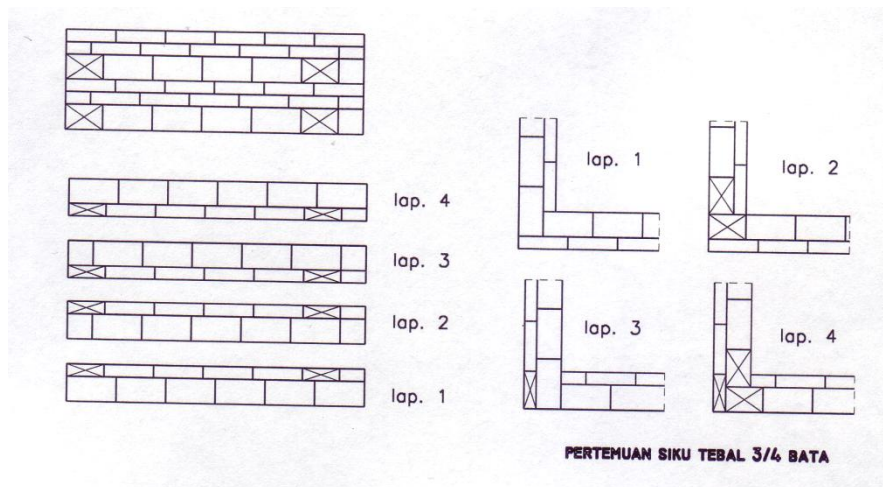 lap. 4
lap. 3
lap. 2
lap. 1
lap. 1
lap. 2
lap. 3
lap. 4
PERTEMUAN SIKU TEBAL 3/4 BATA